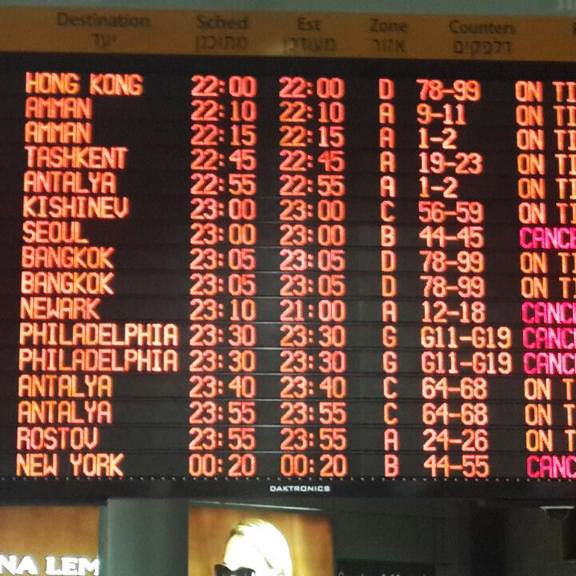 Destination Sched Est Zone Counters
יעד מתוכנן מעודכן אזור דלפקים
HONG KONG 22:00 22:00 D 78-99 ON TI
AMMAN 22:10 22:10 A 9-11 ON TI
AMMAN 22:15 22:15 A 1-2 ON TI
TASHKENT 22:45 22:45 A 19-23 ON TI
ANTALYA 22:55 22:55 A 1-2 ON TI
KISHINEV 23:00 23:00 C 56-59 ON TI
SEOUL 23:00 23:00 B 44-45 CANCE
BANGKOK 23:05 23:05 D 78-99 ON TI
BANGKOK 23:05 23:05 D 78-99 ON TI
NEWARK 23:10 21:00 A 12-18 CANCE
PHILADELPHIA 23:30 23:30 G G11-G19 CANCE
PHILADELPHIA 23:30 23:30 G G11-G19 CANCE
ANTALYA 23:40 23:40 C 64-68 ON T
ANTALYA 23:55 23:55 C 64-68 ON T
ROSTOV 23:55 23:55 A 24-26 ON T
NEW YORK 00:20 00:20 B 44-55 CANC
DAKTRONICS
NA LEM